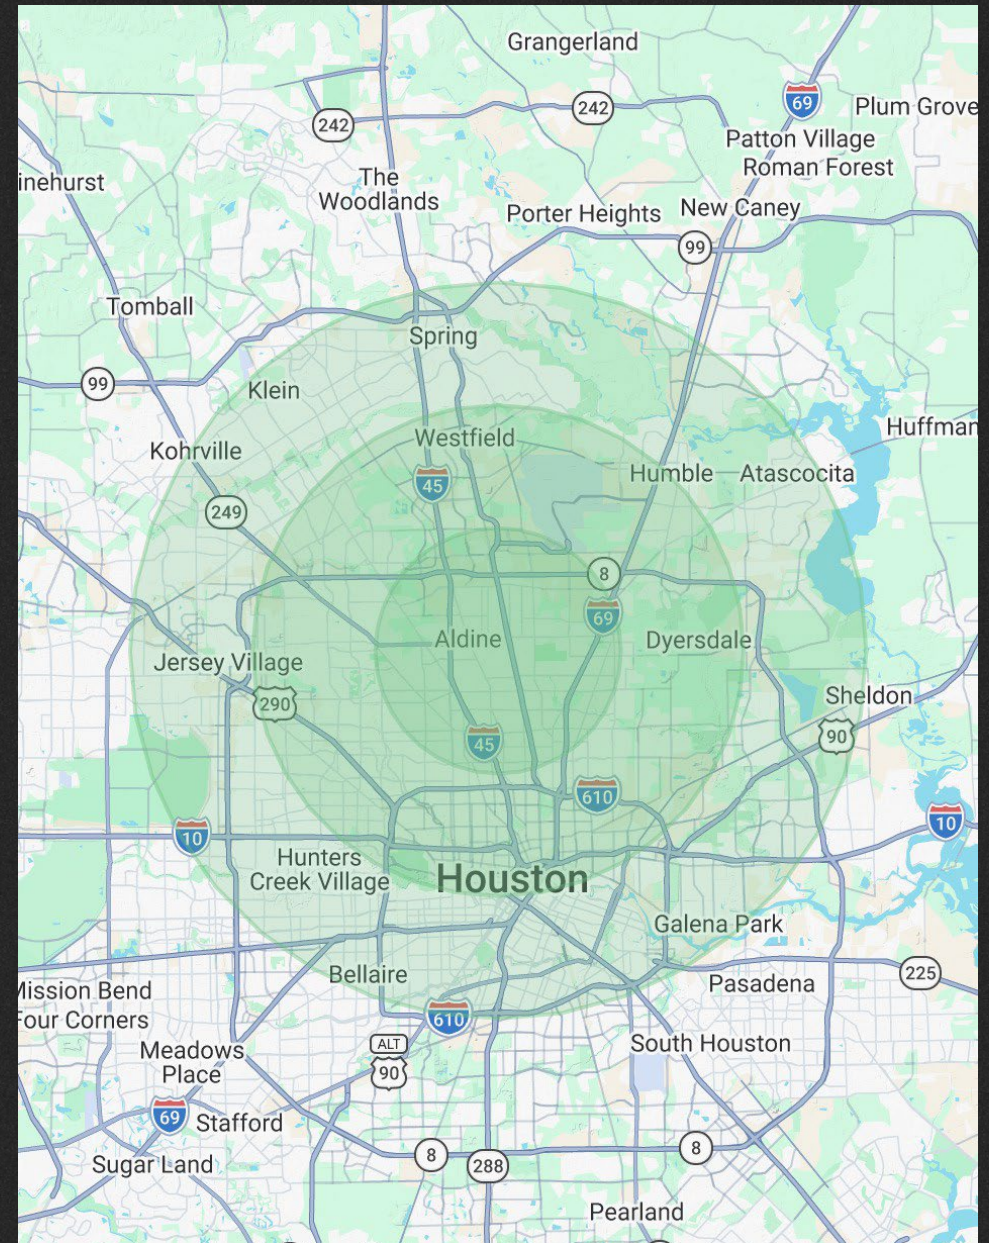 Grangerland
69
Plum Grove
242
242
Patton Village
Roman Forest
The
Woodlands
inehurst
Porter Heights
New Caney
99
Tomball
Spring
99
Klein
Huffman
Westfield
Kohrville
Humble
Atascocita
45
249
8
69
Aldine
Dyersdale
Jersey Village
290
Sheldon
90
45
610
10
10
Hunters
Creek Village
Houston
Galena Park
Bellaire
225
Pasadena
Mission Bend
Four Corners
610
ALT
90
South Houston
Meadows
Place
69
Stafford
8
288
8
Sugar Land
Pearland